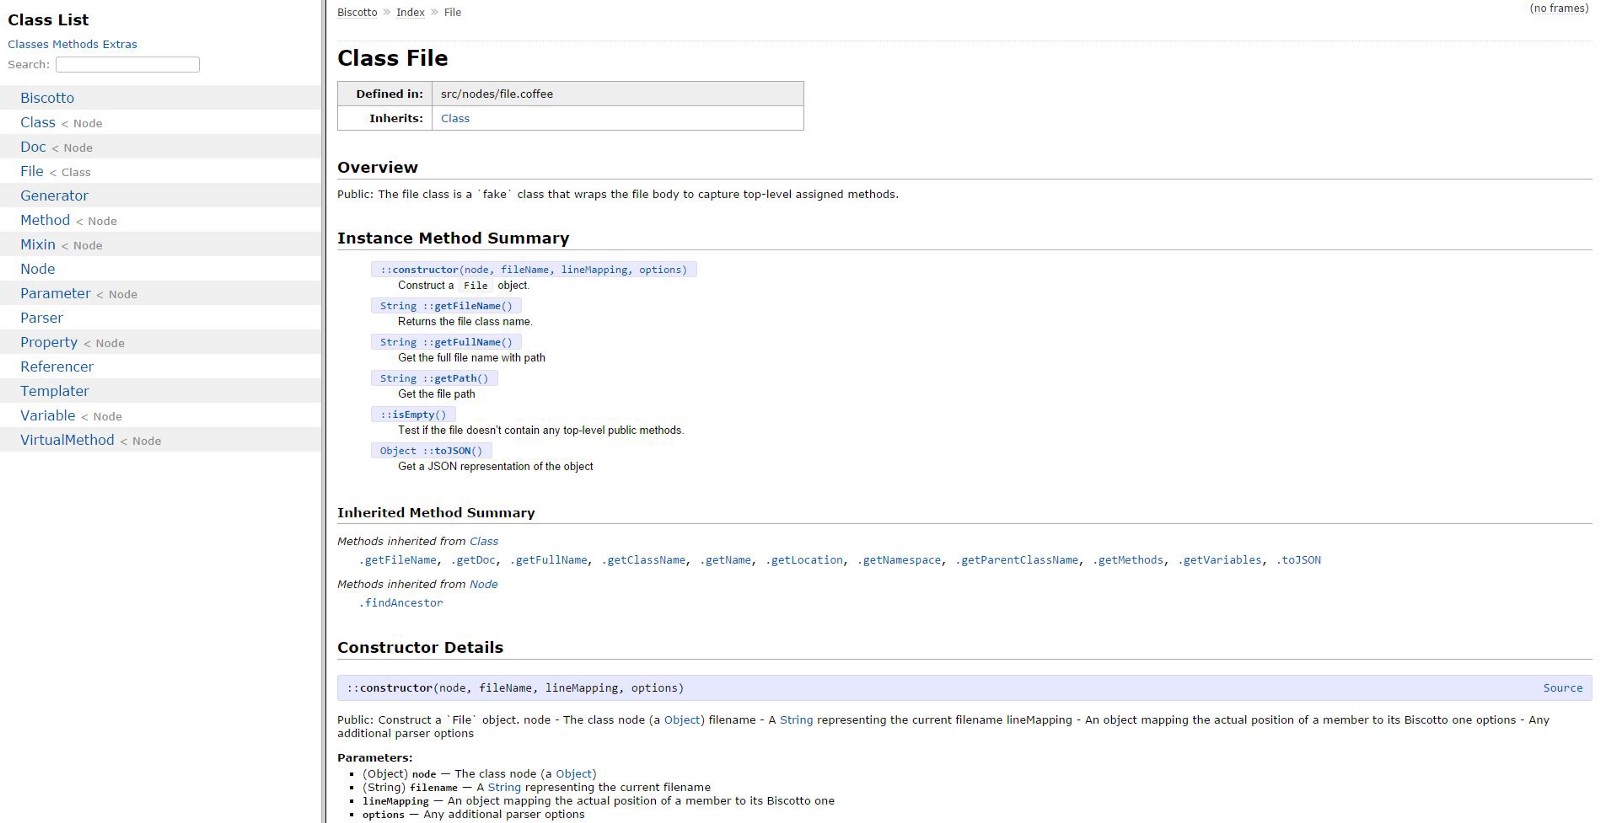 Class List
Classes Methods Extras
Search:
Biscotto
Class < Node
Doc < Node
File < Class
Generator
Method < Node
Mixin < Node
Node
Parameter < Node
Parser
Property < Node
Referencer
Templater
Variable < Node
VirtualMethod < Node
Biscotto » Index » File
(no frames)
Class File
Defined in: src/nodes/file.coffee
Inherits: Class
Overview
Public: The file class is a `fake` class that wraps the file body to capture top-level assigned methods.
Instance Method Summary
::constructor(node, fileName, lineMapping, options)
Construct a File object.
String ::getFileName()
Returns the file class name.
String ::getFullName()
Get the full file name with path
String ::getPath()
Get the file path
::isEmpty()
Test if the file doesn't contain any top-level public methods.
Object ::toJSON()
Get a JSON representation of the object
Inherited Method Summary
Methods inherited from Class
.getFileName, .getDoc, .getFullName, .getClassName, .getName, .getLocation, .getNamespace, .getParentClassName, .getMethods, .getVariables, .toJSON
Methods inherited from Node
.findAncestor
Constructor Details
::constructor(node, fileName, lineMapping, options) Source
Public: Construct a `File` object. node - The class node (a Object) filename - A String representing the current filename lineMapping - An object mapping the actual position of a member to its Biscotto one options - Any
additional parser options
Parameters:
▪ (Object) node — The class node (a Object)
▪ (String) filename — A String representing the current filename
▪ lineMapping — An object mapping the actual position of a member to its Biscotto one
▪ options — Any additional parser options